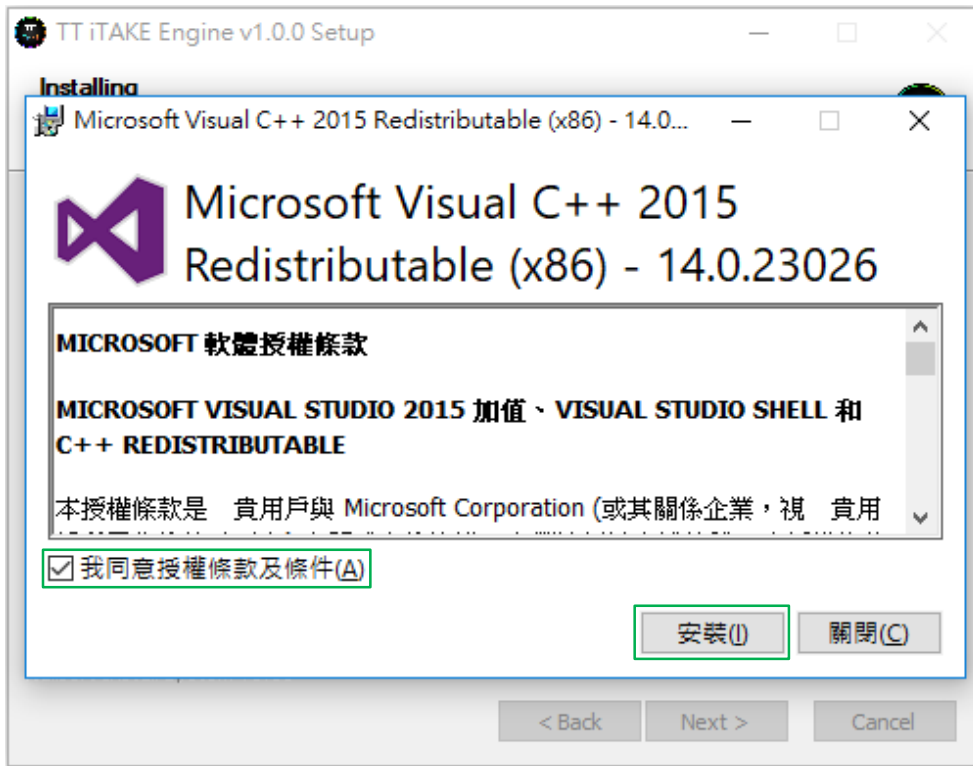 TT iTAKE Engine v1.0.0 Setup
Installing
Microsoft Visual C++ 2015 Redistributable (x86) - 14.0...
Microsoft Visual C++ 2015
Redistributable (x86) - 14.0.23026
MICROSOFT 軟體授權條款
MICROSOFT VISUAL STUDIO 2015 加值、VISUAL STUDIO SHELL 和
C++ REDISTRIBUTABLE
本授權條款是 貴用戶與 Microsoft Corporation (或其關係企業，視 貴用
我同意授權條款及條件(A)
安裝(I) 關閉(C)
< Back Next > Cancel